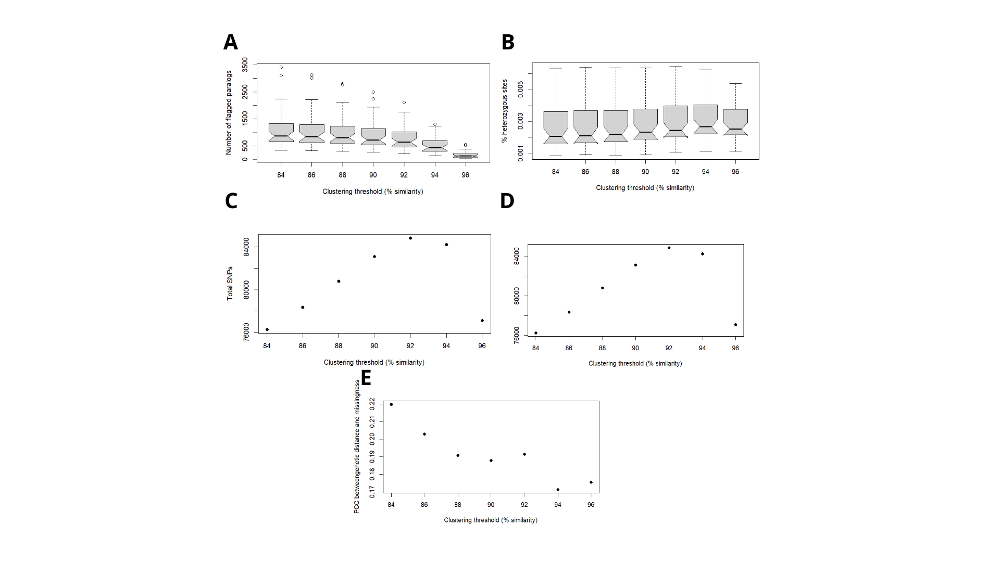 A
Number of flagged paralogs
3500
2500
1500
500
0
84 86 88 90 92 94 96
Clustering threshold (% similarity)
B
% heterozygous sites
0.005
0.003
0.001
84 86 88 90 92 94 96
Clustering threshold (% similarity)
C
Total SNPs
84000
80000
76000
84 86 88 90 92 94 96
Clustering threshold (% similarity)
D
84000
80000
76000
84 86 88 90 92 94 96
Clustering threshold (% similarity)
E
PCC betweengenetic distance and missingness
0.22
0.21
0.20
0.19
0.18
0.17
84 86 88 90 92 94 96
Clustering threshold (% similarity)